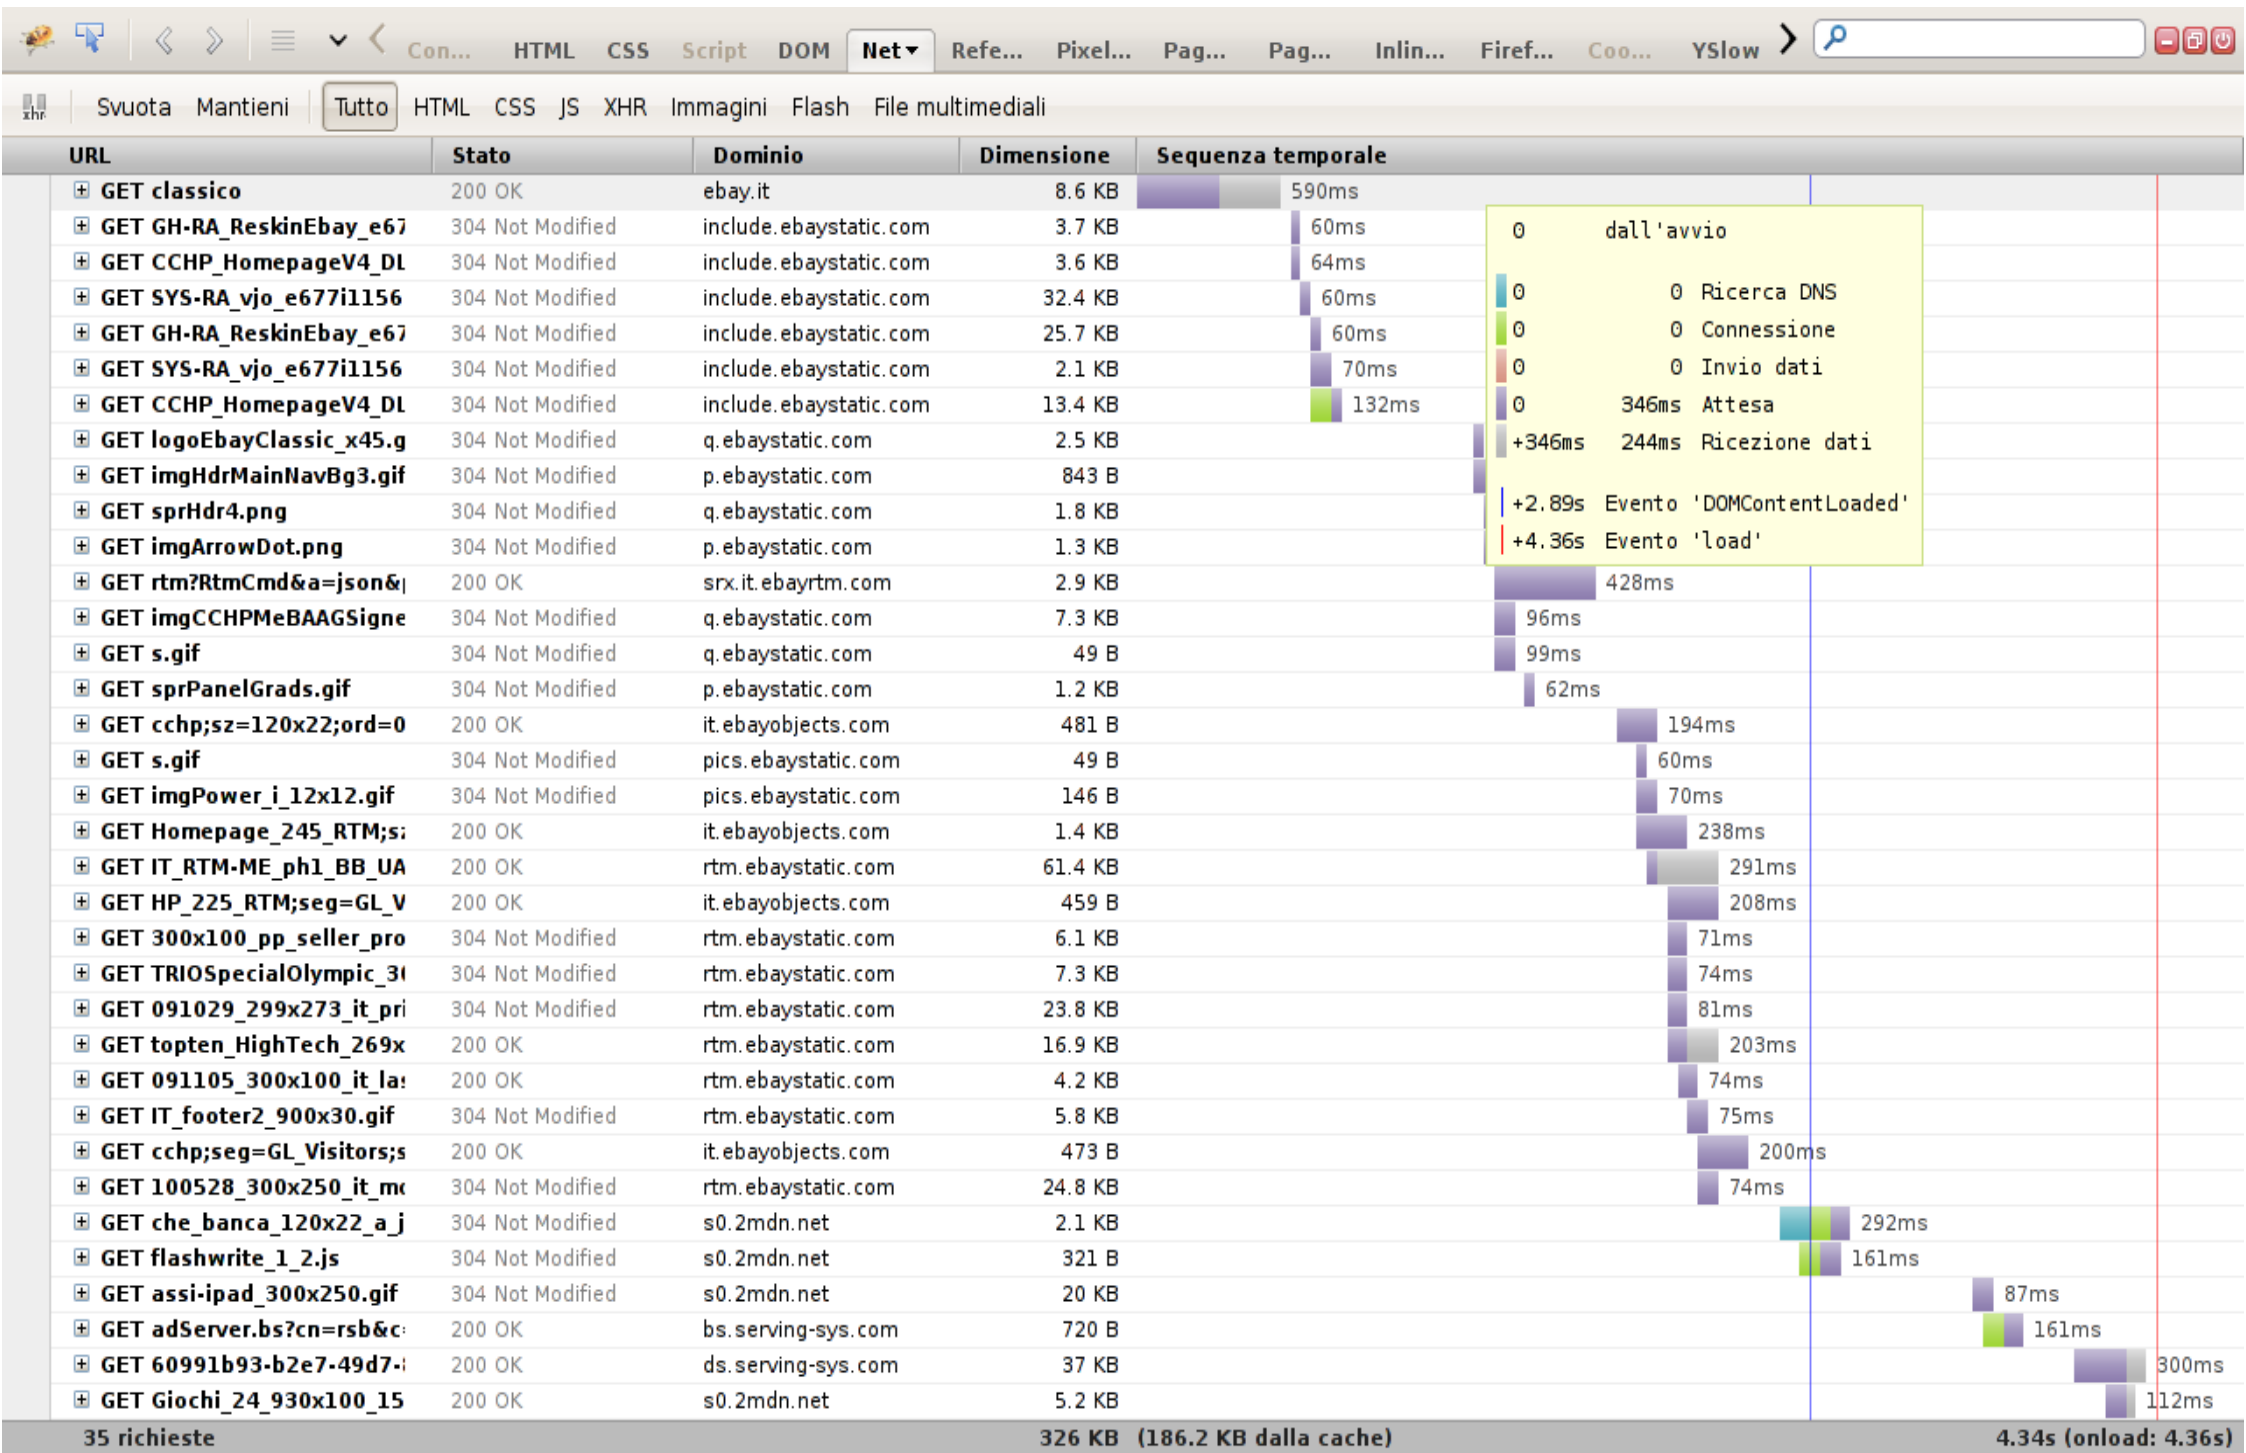 Con... HTML CSS Script DOM Net Refe... Pixel... Pag... Pag... Inlin... Firef... Coo... YSlow
xhr Svuota Mantieni Tutto HTML CSS JS XHR Immagini Flash File multimediali
URL Stato Dominio Dimensione Sequenza temporale
GET classico 200 OK ebay.it 8.6 KB 590ms
GET GH-RA_ReskinEbay_e67 304 Not Modified include.ebaystatic.com 3.7 KB 60ms
GET CCHP_HomepageV4_DL 304 Not Modified include.ebaystatic.com 3.6 KB 64ms
GET SYS-RA_vjo_e677i1156 304 Not Modified include.ebaystatic.com 32.4 KB 60ms
GET GH-RA_ReskinEbay_e67 304 Not Modified include.ebaystatic.com 25.7 KB 60ms
GET SYS-RA_vjo_e677i1156 304 Not Modified include.ebaystatic.com 2.1 KB 70ms
GET CCHP_HomepageV4_DL 304 Not Modified include.ebaystatic.com 13.4 KB 132ms
GET logoEbayClassic_x45.g 304 Not Modified q.ebaystatic.com 2.5 KB
GET imgHdrMainNavBg3.gif 304 Not Modified p.ebaystatic.com 843 B
GET sprHdr4.png 304 Not Modified q.ebaystatic.com 1.8 KB
GET imgArrowDot.png 304 Not Modified p.ebaystatic.com 1.3 KB
GET rtm?RtmCmd&a=json& 200 OK srx.it.ebayrtm.com 2.9 KB 428ms
GET imgCCHPMeBAAGSigne 304 Not Modified q.ebaystatic.com 7.3 KB 96ms
GET s.gif 304 Not Modified q.ebaystatic.com 49 B 99ms
GET sprPanelGrads.gif 304 Not Modified p.ebaystatic.com 1.2 KB 62ms
GET cchp;sz=120x22;ord=0 200 OK it.ebayobjects.com 481 B 194ms
GET s.gif 304 Not Modified pics.ebaystatic.com 49 B 60ms
GET imgPower_i_12x12.gif 304 Not Modified pics.ebaystatic.com 146 B 70ms
GET Homepage_245_RTM;s 200 OK it.ebayobjects.com 1.4 KB 238ms
GET IT_RTM-ME_ph1_BB_UA 200 OK rtm.ebaystatic.com 61.4 KB 291ms
GET HP_225_RTM;seg=GL_V 200 OK it.ebayobjects.com 459 B 208ms
GET 300x100_pp_seller_pro 304 Not Modified rtm.ebaystatic.com 6.1 KB 71ms
GET TRIOSpecialOlympic_3 304 Not Modified rtm.ebaystatic.com 7.3 KB 74ms
GET 091029_299x273_it_pri 304 Not Modified rtm.ebaystatic.com 23.8 KB 81ms
GET topten_HighTech_269x 200 OK rtm.ebaystatic.com 16.9 KB 203ms
GET 091105_300x100_it_la 200 OK rtm.ebaystatic.com 4.2 KB 74ms
GET IT_footer2_900x30.gif 304 Not Modified rtm.ebaystatic.com 5.8 KB 75ms
GET cchp;seg=GL_Visitors;s 200 OK it.ebayobjects.com 473 B 200ms
GET 100528_300x250_it_m 304 Not Modified rtm.ebaystatic.com 24.8 KB 74ms
GET che_banca_120x22_a_j 304 Not Modified s0.2mdn.net 2.1 KB 292ms
GET flashwrite_1_2.js 304 Not Modified s0.2mdn.net 321 B 161ms
GET assi-ipad_300x250.gif 304 Not Modified s0.2mdn.net 20 KB 87ms
GET adServer.bs?cn=rsb&c 200 OK bs.serving-sys.com 720 B 161ms
GET 60991b93-b2e7-49d7- 200 OK ds.serving-sys.com 37 KB 300ms
GET Giochi_24_930x100_15 200 OK s0.2mdn.net 5.2 KB 112ms
35 richieste 326 KB (186.2 KB dalla cache) 4.34s (onload: 4.36s)
0 dall'avvio
0 0 Ricerca DNS
0 0 Connessione
0 0 Invio dati
0 346ms Attesa
+346ms 244ms Ricezione dati
+2.89s Evento 'DOMContentLoaded'
+4.36s Evento 'load'